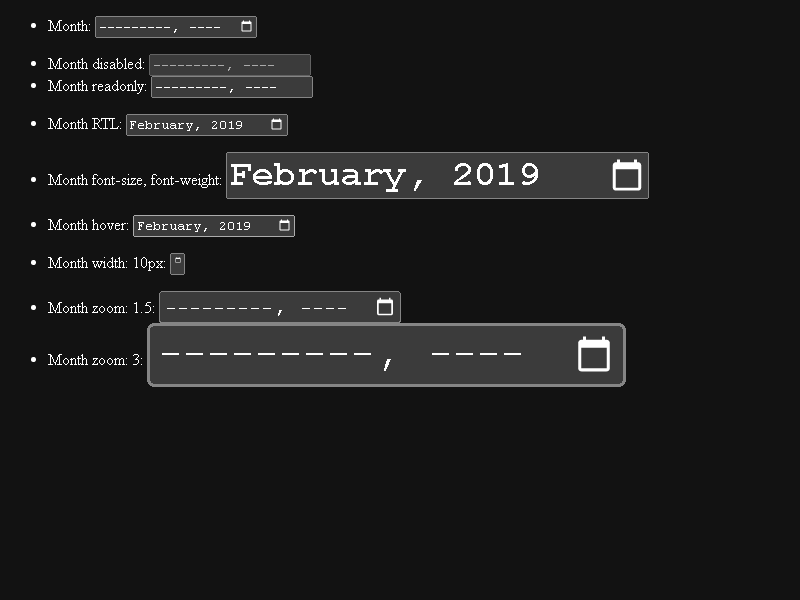 Month: ---------, ----
Month disabled: ---------, ----
Month readonly: ---------, ----
Month RTL: February, 2019
Month font-size, font-weight: February, 2019
Month hover: February, 2019
Month width: 10px:
Month zoom: 1.5: ---------, ----
Month zoom: 3: ---------, ----